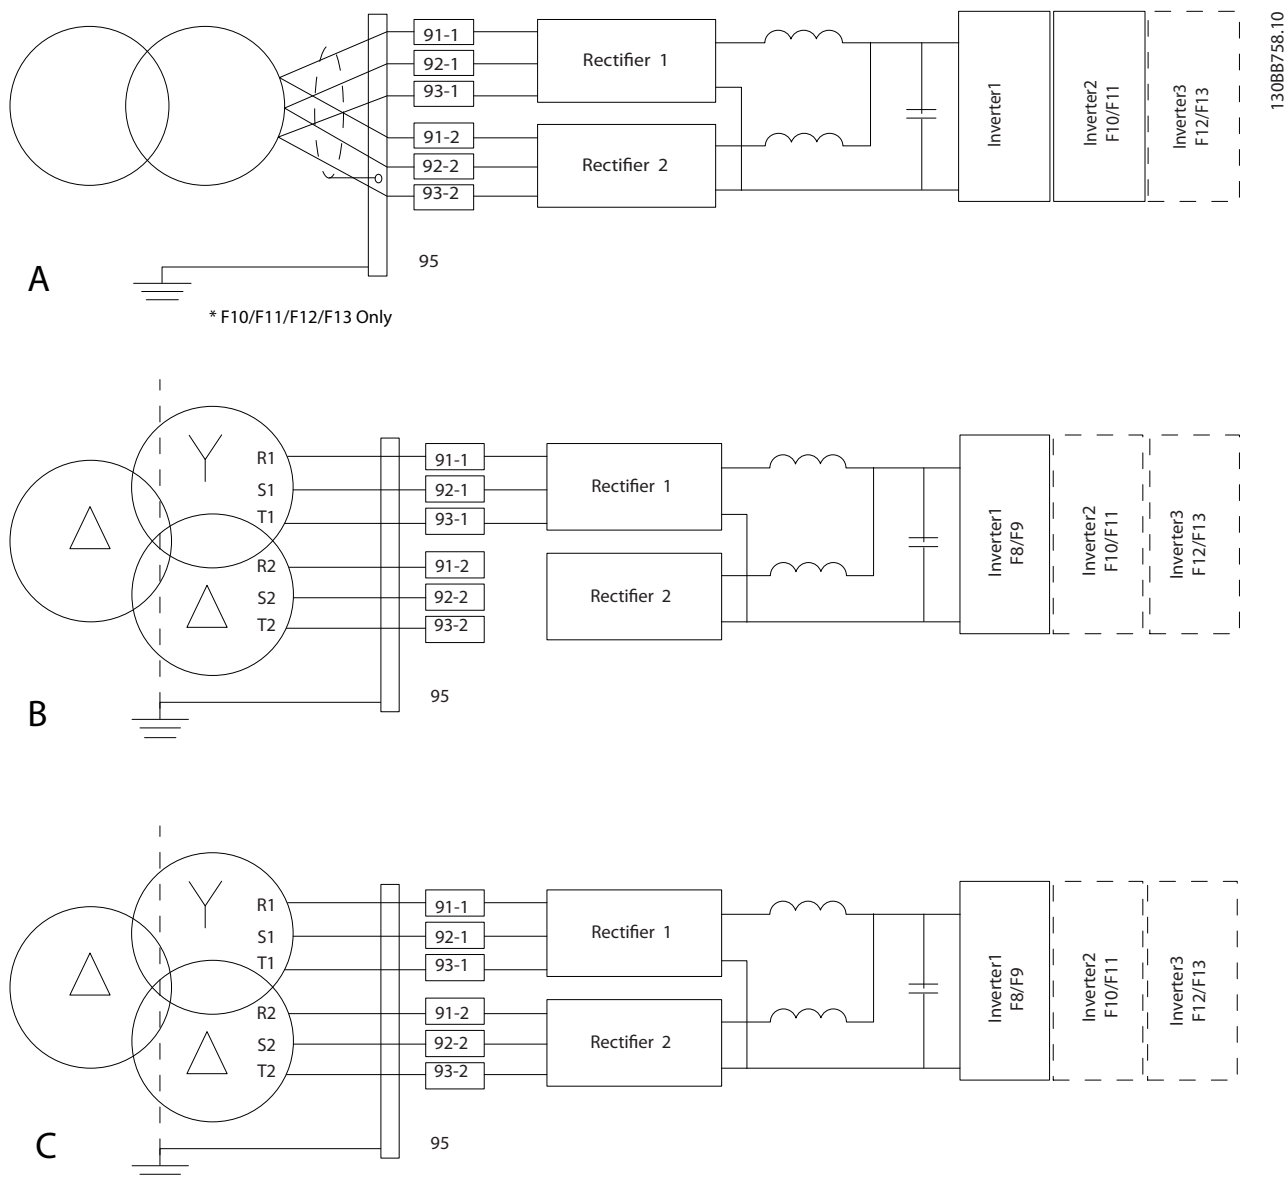 130BB758.10
91-1
92-1
93-1
91-2
92-2
93-2
95
Rectifier 1
Rectifier 2
Inverter1
Inverter2
F10/F11
Inverter3
F12/F13
A
* F10/F11/F12/F13 Only
R1
S1
T1
R2
S2
T2
91-1
92-1
93-1
91-2
92-2
93-2
95
Rectifier 1
Rectifier 2
Inverter1
F8/F9
Inverter2
F10/F11
Inverter3
F12/F13
B
R1
S1
T1
R2
S2
T2
91-1
92-1
93-1
91-2
92-2
93-2
95
Rectifier 1
Rectifier 2
Inverter1
F8/F9
Inverter2
F10/F11
Inverter3
F12/F13
C